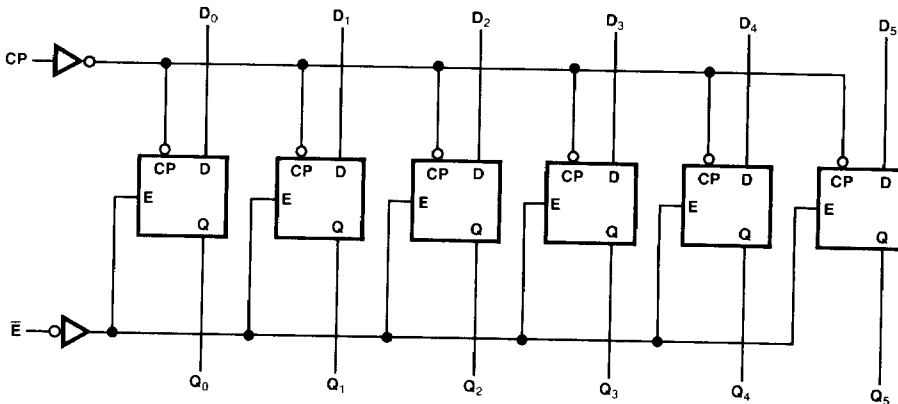 D₀ D₁ D₂ D₃ D₄ D₅
CP
CP D CP D CP D CP D CP D CP D
E E E E E E
Q Q Q Q Q Q
E̅
Q₀ Q₁ Q₂ Q₃ Q₄ Q₅